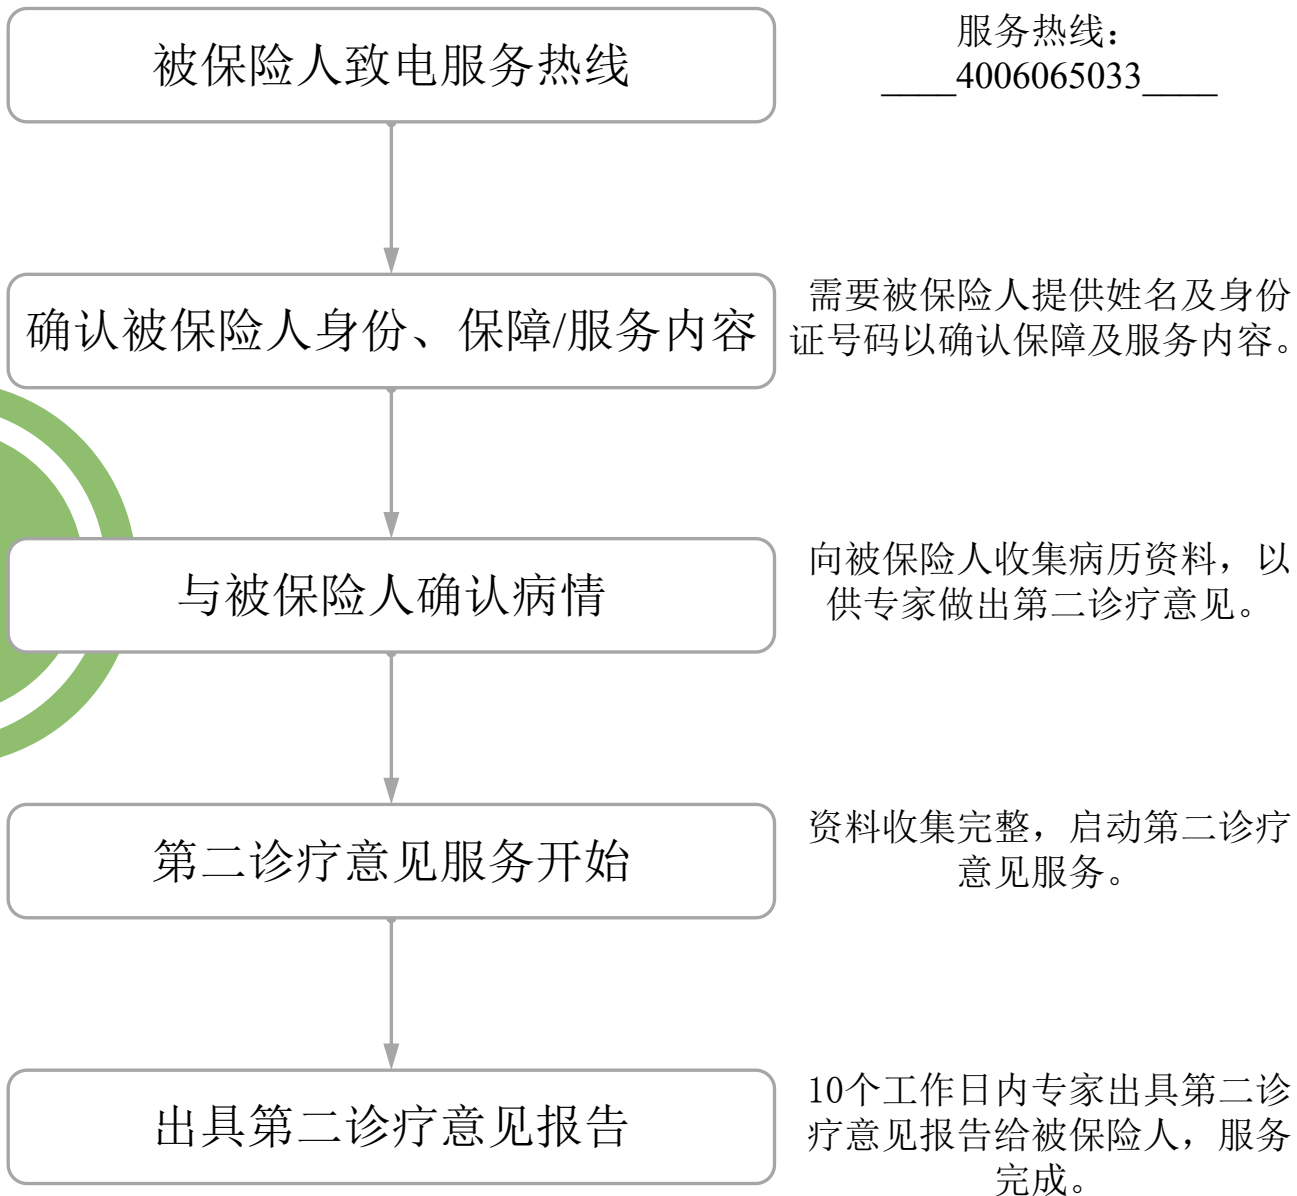 被保险人致电服务热线
服务热线：
____4006065033____
确认被保险人身份、保障/服务内容
需要被保险人提供姓名及身份
证号码以确认保障及服务内容。
与被保险人确认病情
向被保险人收集病历资料，以
供专家做出第二诊疗意见。
第二诊疗意见服务开始
资料收集完整，启动第二诊疗
意见服务。
出具第二诊疗意见报告
10个工作日内专家出具第二诊
疗意见报告给被保险人，服务
完成。